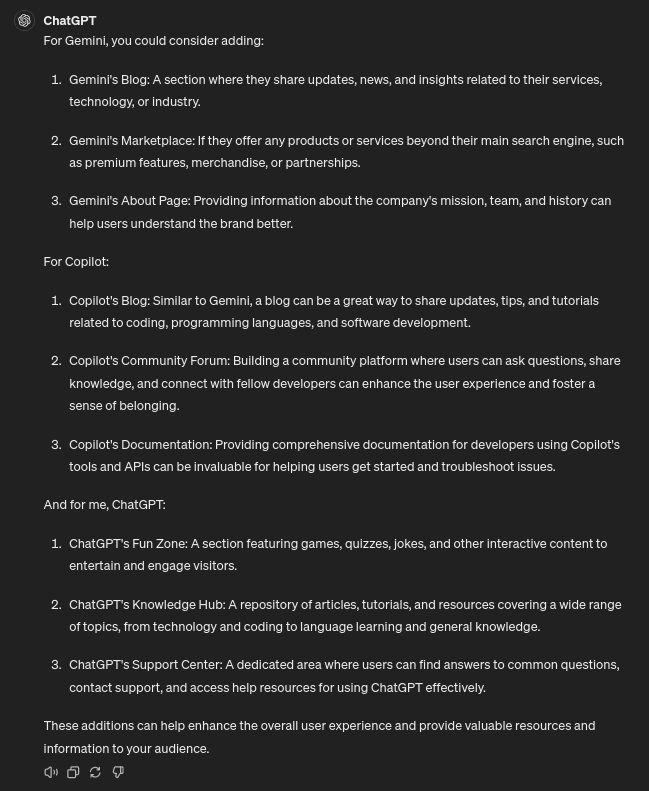 ChatGPT
For Gemini, you could consider adding:
1. Gemini's Blog: A section where they share updates, news, and insights related to their services,
technology, or industry.
2. Gemini's Marketplace: If they offer any products or services beyond their main search engine, such
as premium features, merchandise, or partnerships.
3. Gemini's About Page: Providing information about the company's mission, team, and history can
help users understand the brand better.
For Copilot:
1. Copilot's Blog: Similar to Gemini, a blog can be a great way to share updates, tips, and tutorials
related to coding, programming languages, and software development.
2. Copilot's Community Forum: Building a community platform where users can ask questions, share
knowledge, and connect with fellow developers can enhance the user experience and foster a
sense of belonging.
3. Copilot's Documentation: Providing comprehensive documentation for developers using Copilot's
tools and APIs can be invaluable for helping users get started and troubleshoot issues.
And for me, ChatGPT:
1. ChatGPT's Fun Zone: A section featuring games, quizzes, jokes, and other interactive content to
entertain and engage visitors.
2. ChatGPT's Knowledge Hub: A repository of articles, tutorials, and resources covering a wide range
of topics, from technology and coding to language learning and general knowledge.
3. ChatGPT's Support Center: A dedicated area where users can find answers to common questions,
contact support, and access help resources for using ChatGPT effectively.
These additions can help enhance the overall user experience and provide valuable resources and
information to your audience.